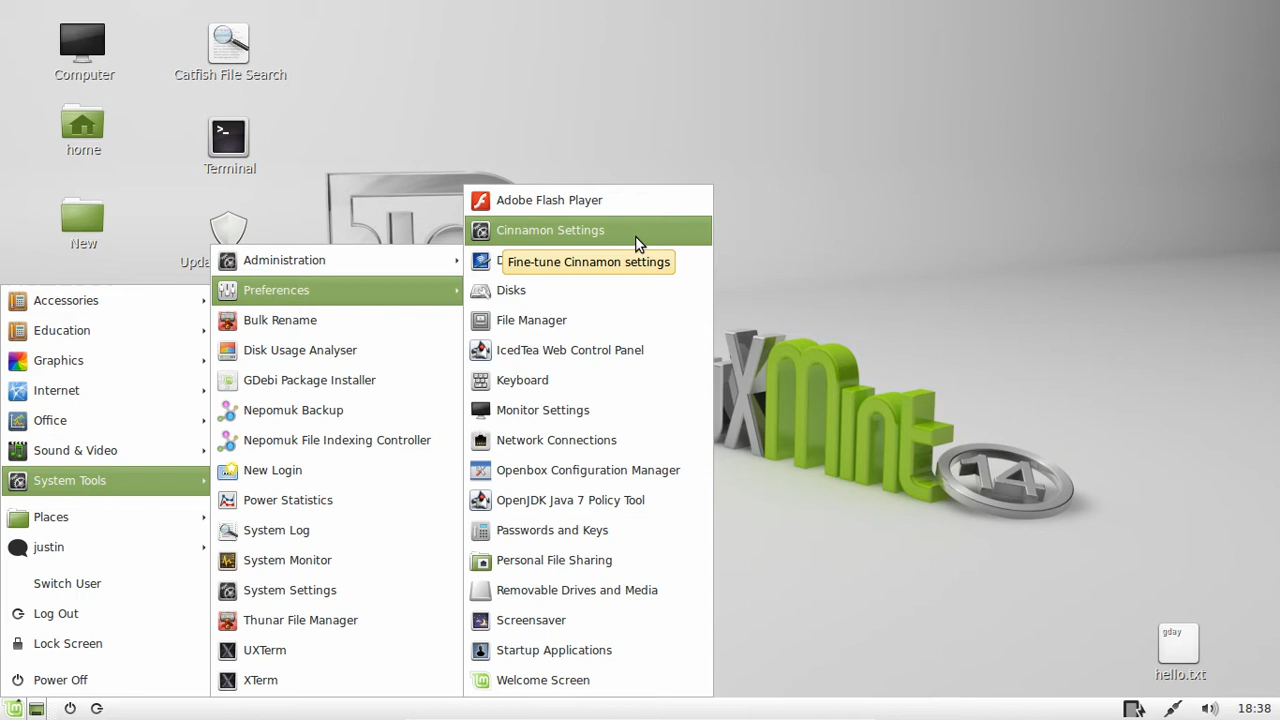 Computer
Catfish File Search
home
Terminal
New
Upda
Accessories
Education
Graphics
Internet
Office
Sound & Video
System Tools
Places
justin
Switch User
Log Out
Lock Screen
Power Off
Administration
Preferences
Bulk Rename
Disk Usage Analyser
GDebi Package Installer
Nepomuk Backup
Nepomuk File Indexing Controller
New Login
Power Statistics
System Log
System Monitor
System Settings
Thunar File Manager
UXTerm
XTerm
Adobe Flash Player
Cinnamon Settings
D
Fine-tune Cinnamon settings
Disks
File Manager
IcedTea Web Control Panel
Keyboard
Monitor Settings
Network Connections
Openbox Configuration Manager
OpenJDK Java 7 Policy Tool
Passwords and Keys
Personal File Sharing
Removable Drives and Media
Screensaver
Startup Applications
Welcome Screen
XMint 14
gday
hello.txt
18:38